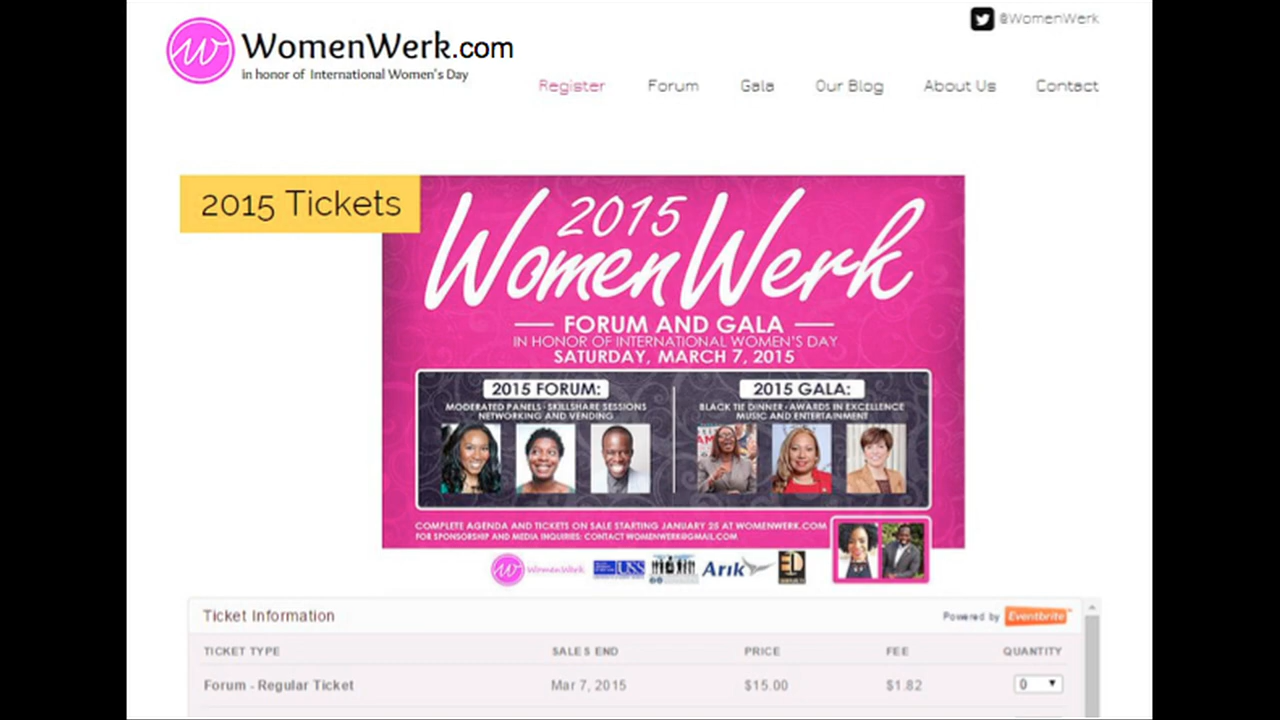 @WomenWerk
WomenWerk.com
in honor of International Women's Day
Register Forum Gala Our Blog About Us Contact
2015 Tickets
2015
WomenWerk
FORUM AND GALA
IN HONOR OF INTERNATIONAL WOMEN'S DAY
SATURDAY, MARCH 7, 2015
2015 FORUM:
MODERATED PANELS · SKILLSHARE SESSIONS
NETWORKING AND VENDING
2015 GALA:
BLACK TIE DINNER · AWARDS IN EXCELLENCE
MUSIC AND ENTERTAINMENT
COMPLETE AGENDA AND TICKETS ON SALE STARTING JANUARY 25 AT WOMENWERK.COM
FOR SPONSORSHIP AND MEDIA INQUIRIES: CONTACT WOMENWERK@GMAIL.COM
WomenWerk USS Arik ED
Ticket Information Powered by Eventbrite
TICKET TYPE SALES END PRICE FEE QUANTITY
Forum - Regular Ticket Mar 7, 2015 $15.00 $1.82 0